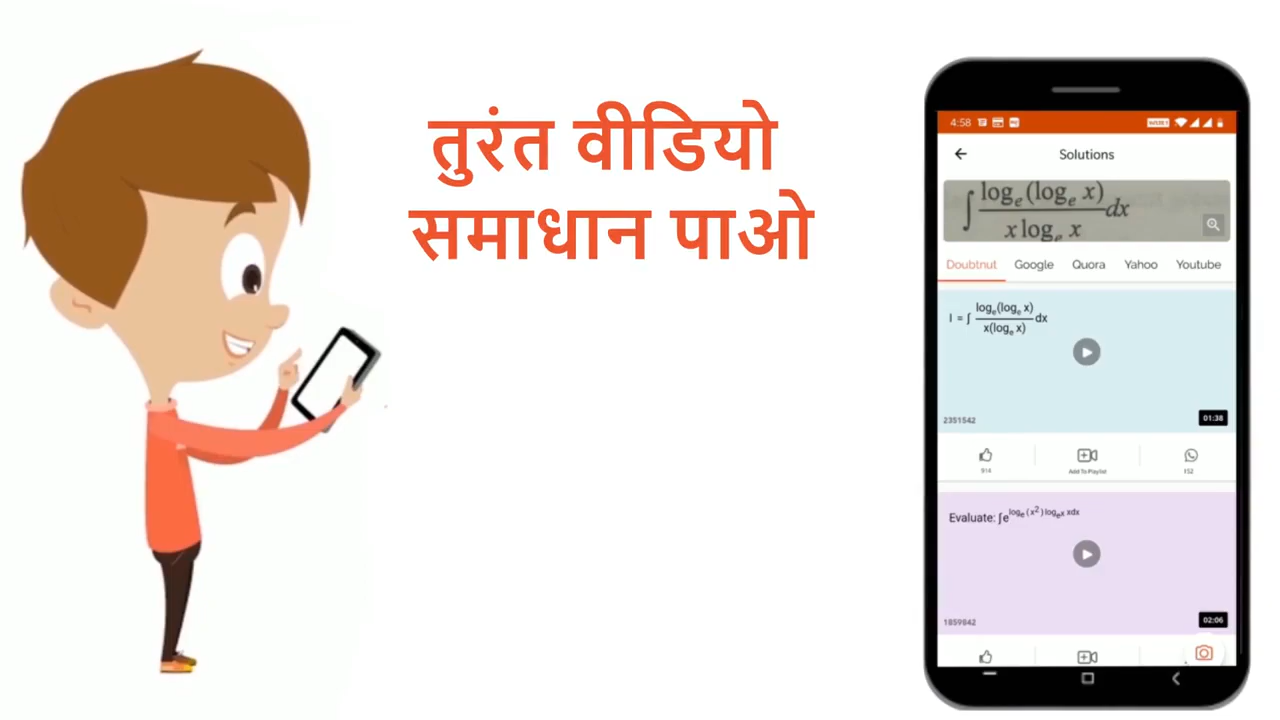 तुरंत वीडियो
समाधान पाओ
4:58
Solutions
∫ logₑ(logₑ x) / x logₑ x dx
Doubtnut Google Quora Yahoo Youtube
I = ∫ logₑ(logₑ x) / x(logₑ x) dx
2351542
01:38
914
Add To Playlist
152
Evaluate: ∫e^logₑ(x²) logₑx xdx
1859842
02:06